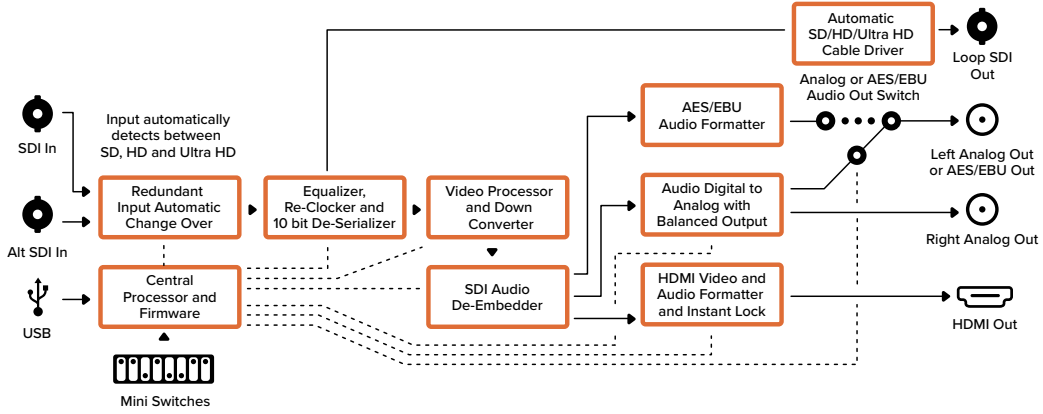 Automatic
SD/HD/Ultra HD
Cable Driver
Loop SDI
Out
Analog or AES/EBU
Audio Out Switch
AES/EBU
Audio Formatter
Input automatically
detects between
SD, HD and Ultra HD
SDI In
Left Analog Out
or AES/EBU Out
Redundant
Input Automatic
Change Over
Equalizer,
Re-Clocker and
10 bit De-Serializer
Video Processor
and Down
Converter
Audio Digital to
Analog with
Balanced Output
Alt SDI In
Right Analog Out
Central
Processor and
Firmware
SDI Audio
De-Embedder
HDMI Video and
Audio Formatter
and Instant Lock
USB
HDMI Out
Mini Switches